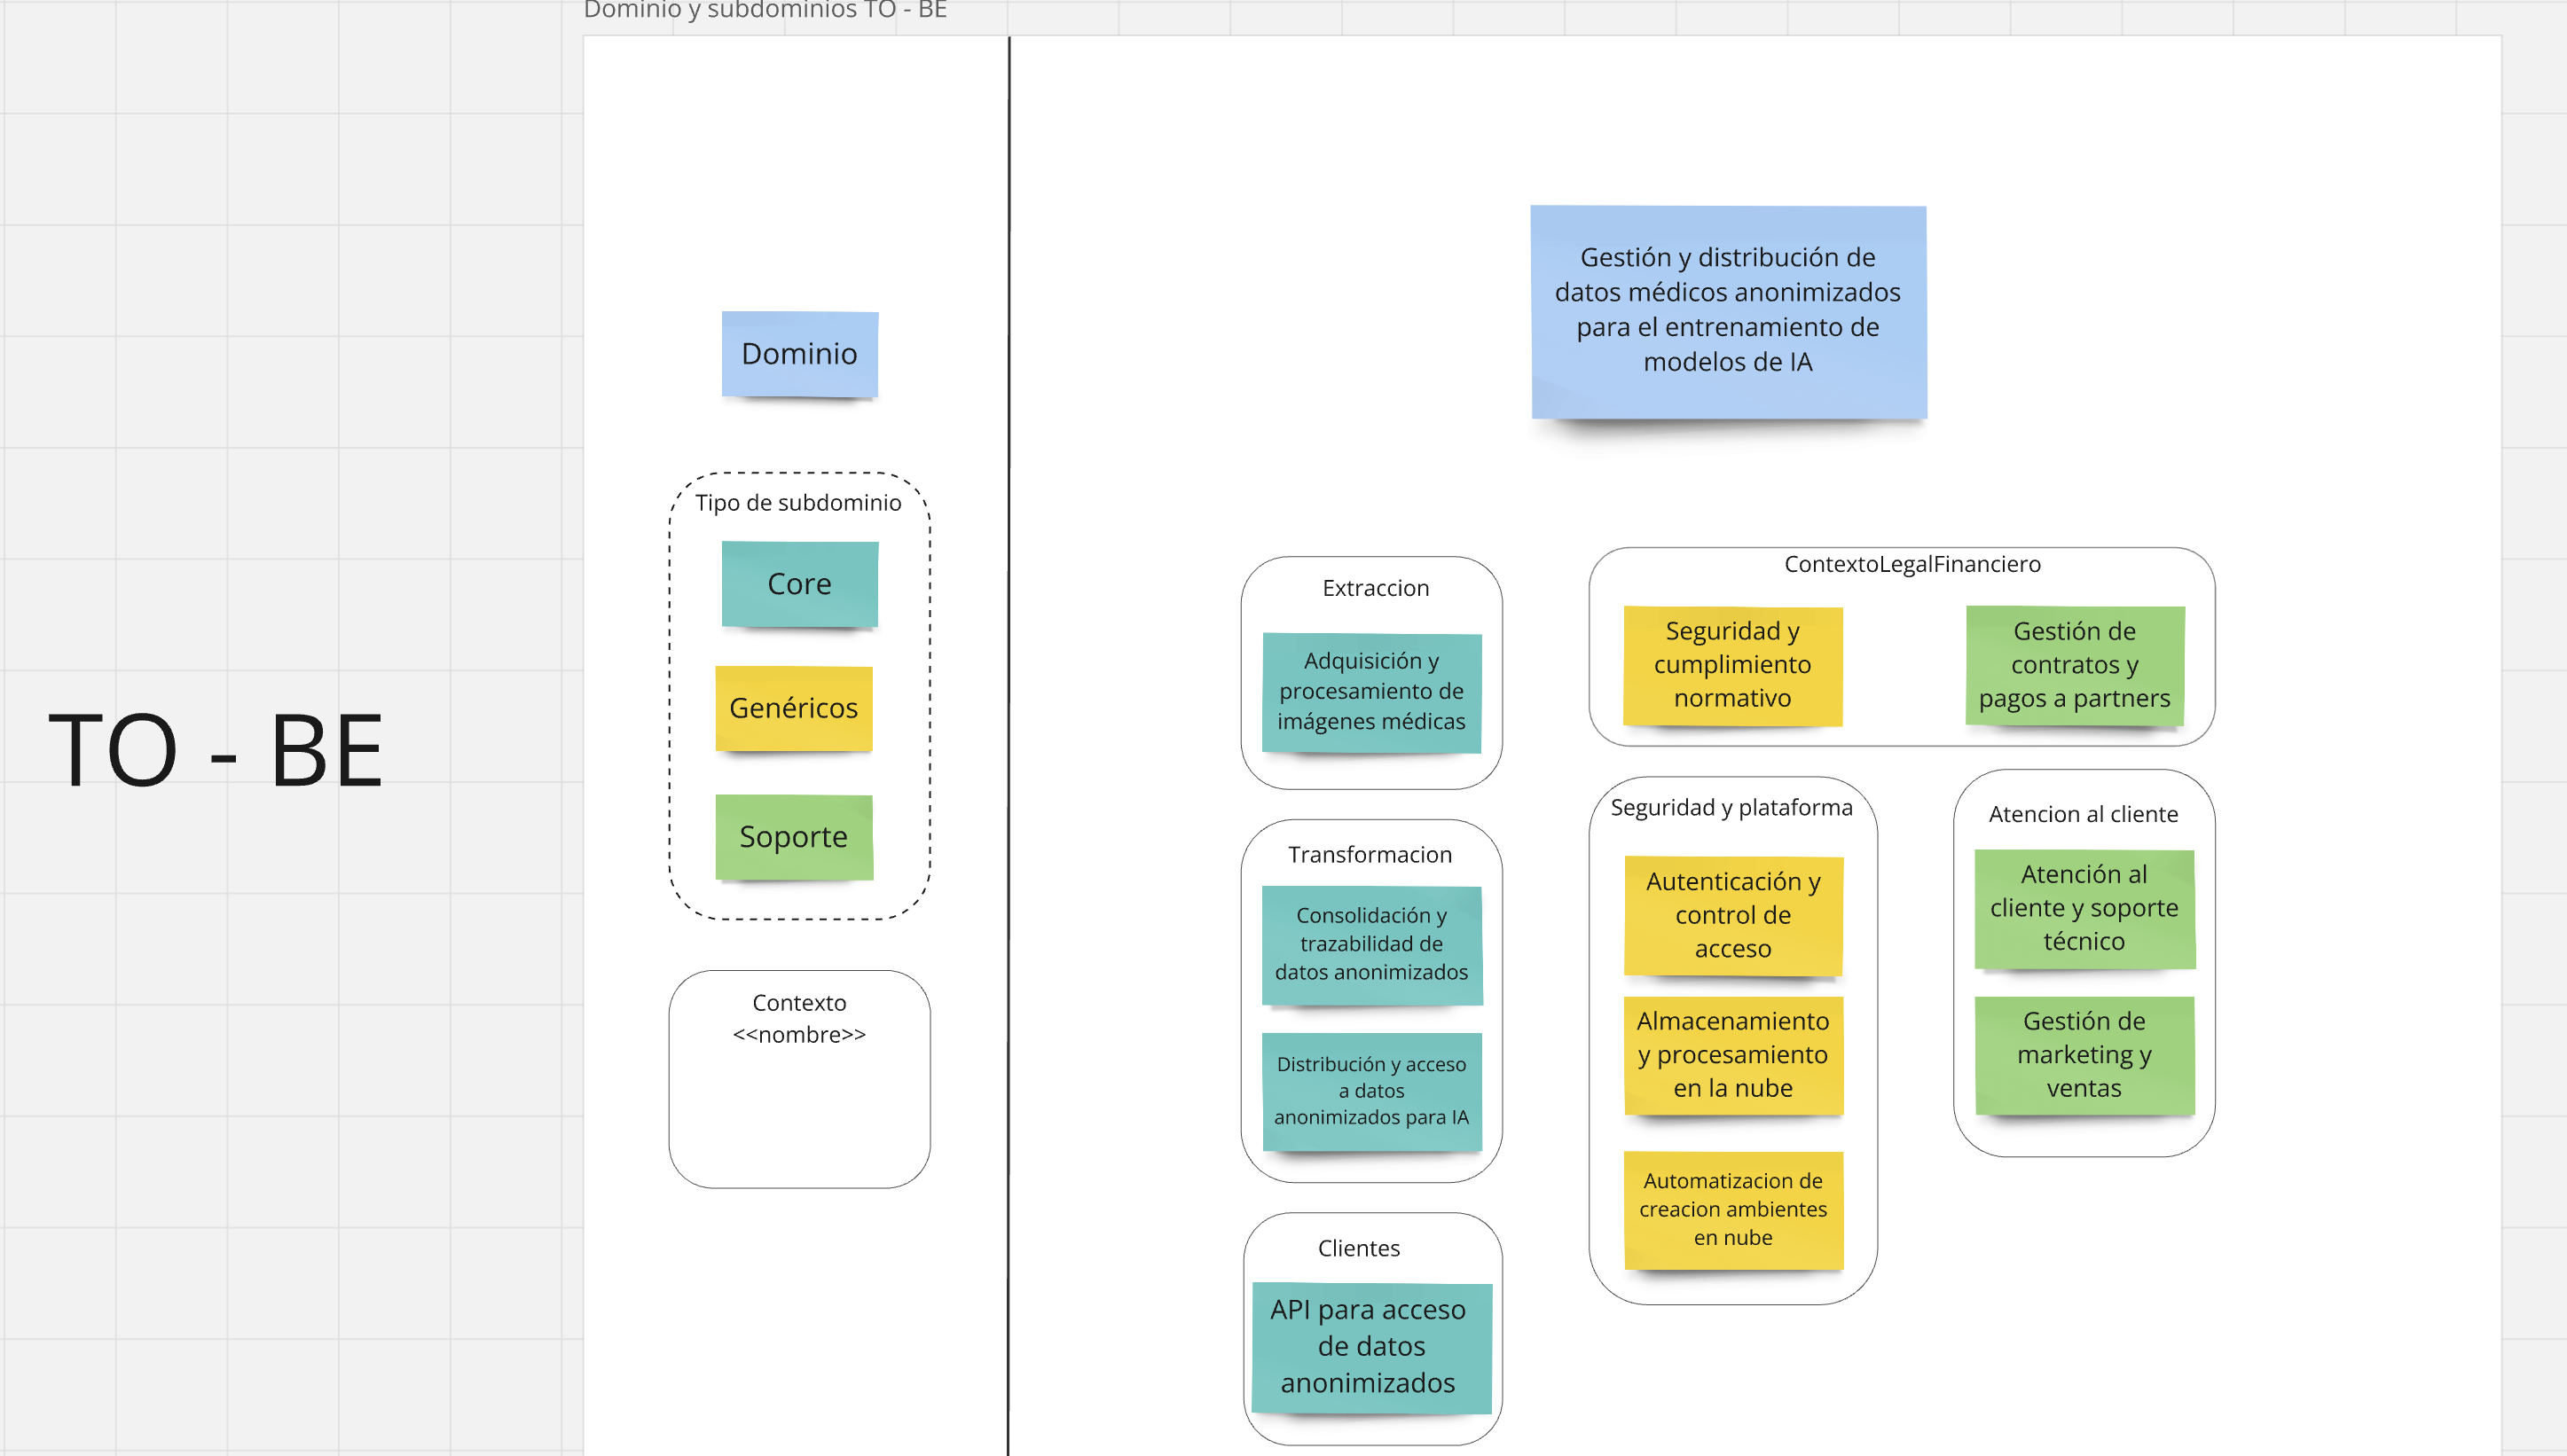 Dominio y subdominios TO - BE
TO - BE
Dominio
Tipo de subdominio
Core
Genéricos
Soporte
Contexto
<<nombre>>
Gestión y distribución de
datos médicos anonimizados
para el entrenamiento de
modelos de IA
Extraccion
Adquisición y
procesamiento de
imágenes médicas
Transformacion
Consolidación y
trazabilidad de
datos anonimizados
Distribución y acceso
a datos
anonimizados para IA
Clientes
API para acceso
de datos
anonimizados
ContextoLegalFinanciero
Seguridad y
cumplimiento
normativo
Gestión de
contratos y
pagos a partners
Seguridad y plataforma
Autenticación y
control de
acceso
Almacenamiento
y procesamiento
en la nube
Automatizacion de
creacion ambientes
en nube
Atencion al cliente
Atención al
cliente y soporte
técnico
Gestión de
marketing y
ventas